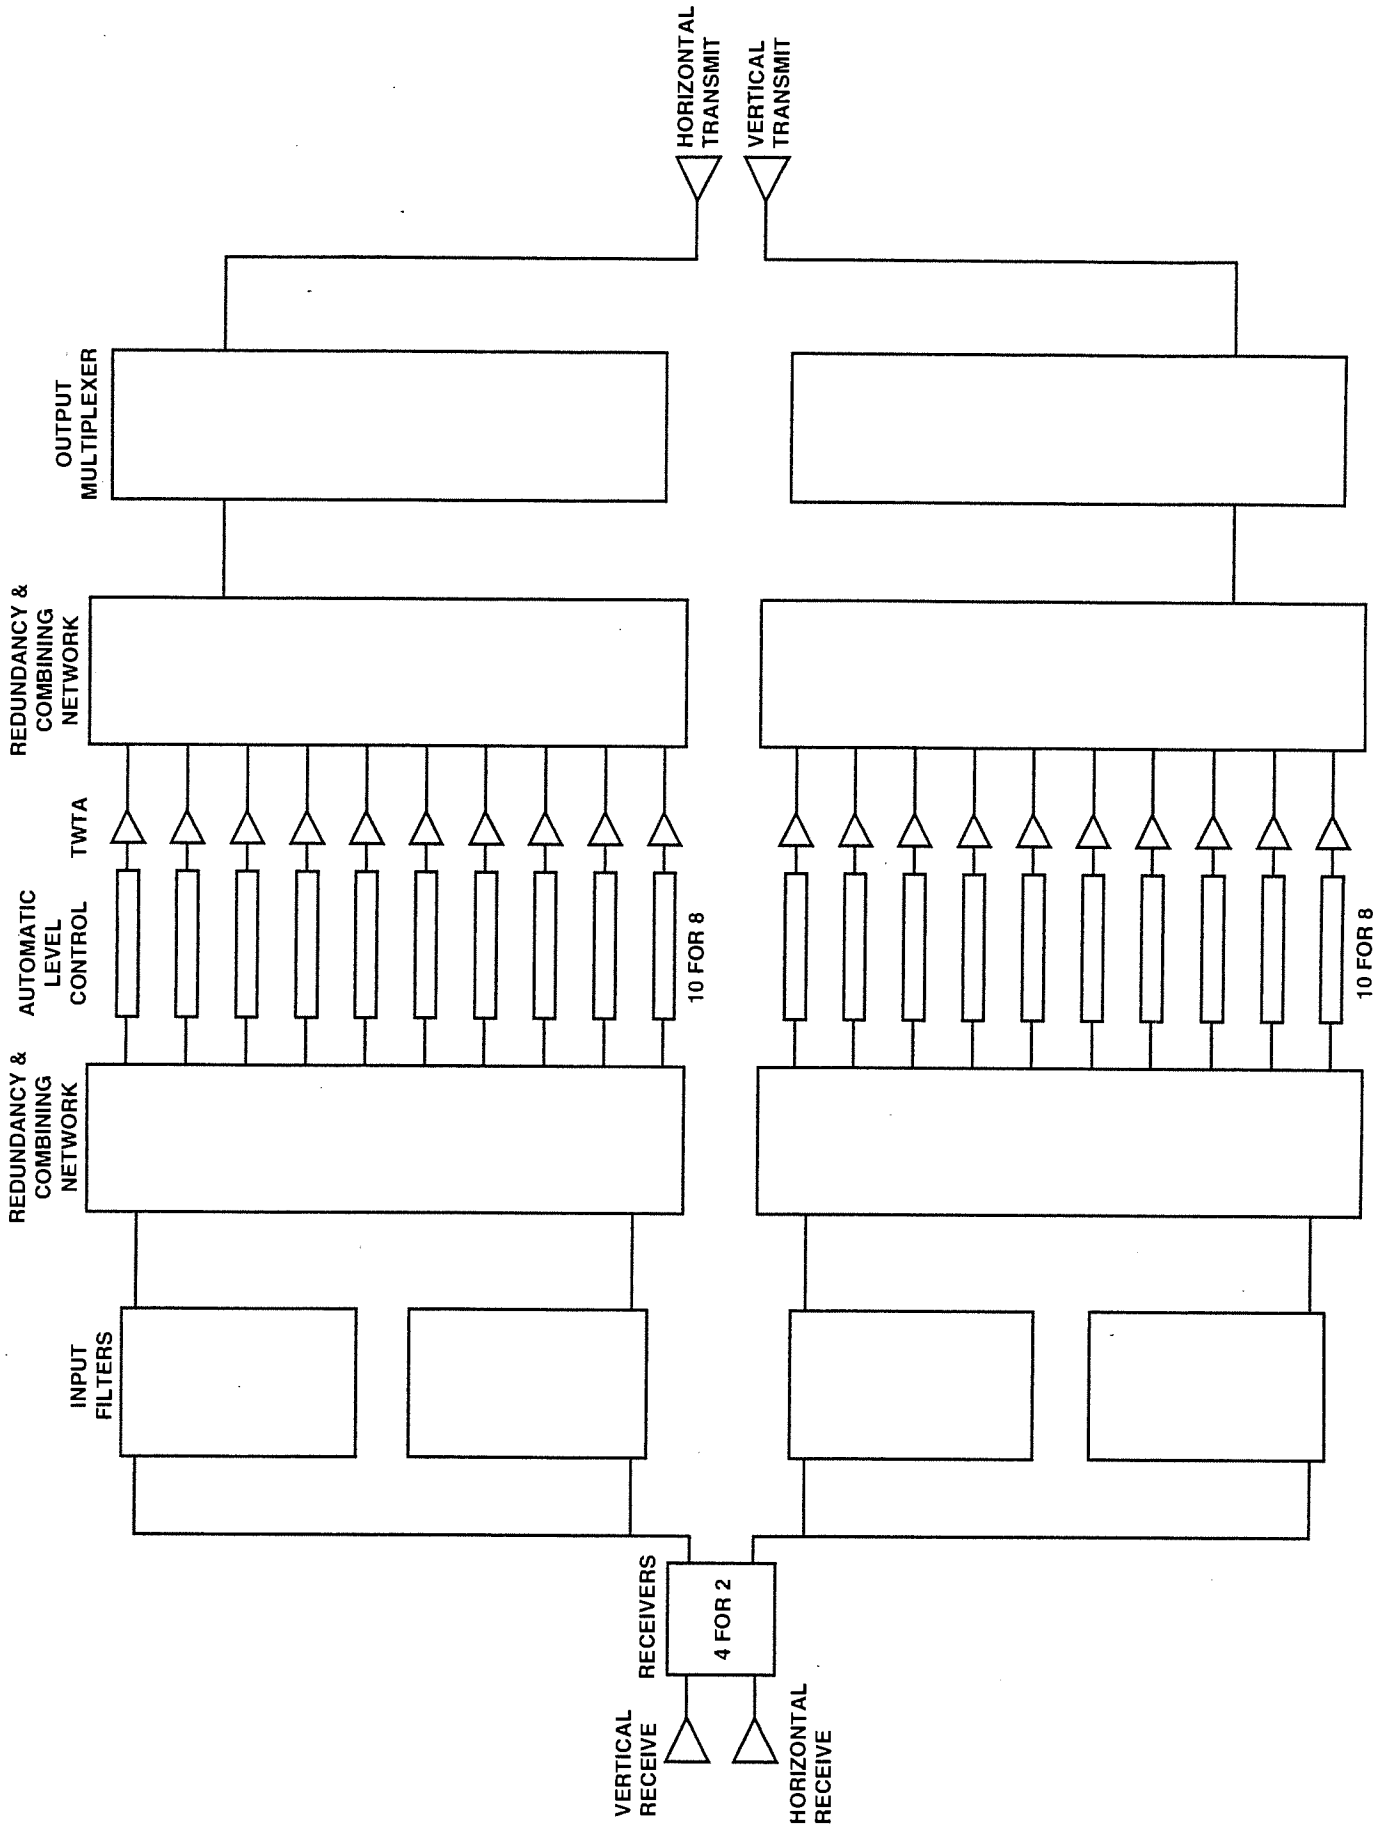 VERTICAL
RECEIVE
HORIZONTAL
RECEIVE
RECEIVERS
4 FOR 2
INPUT
FILTERS
REDUNDANCY &
COMBINING
NETWORK
AUTOMATIC
LEVEL
CONTROL
10 FOR 8
10 FOR 8
TWTA
REDUNDANCY &
COMBINING
NETWORK
OUTPUT
MULTIPLEXER
HORIZONTAL
TRANSMIT
VERTICAL
TRANSMIT